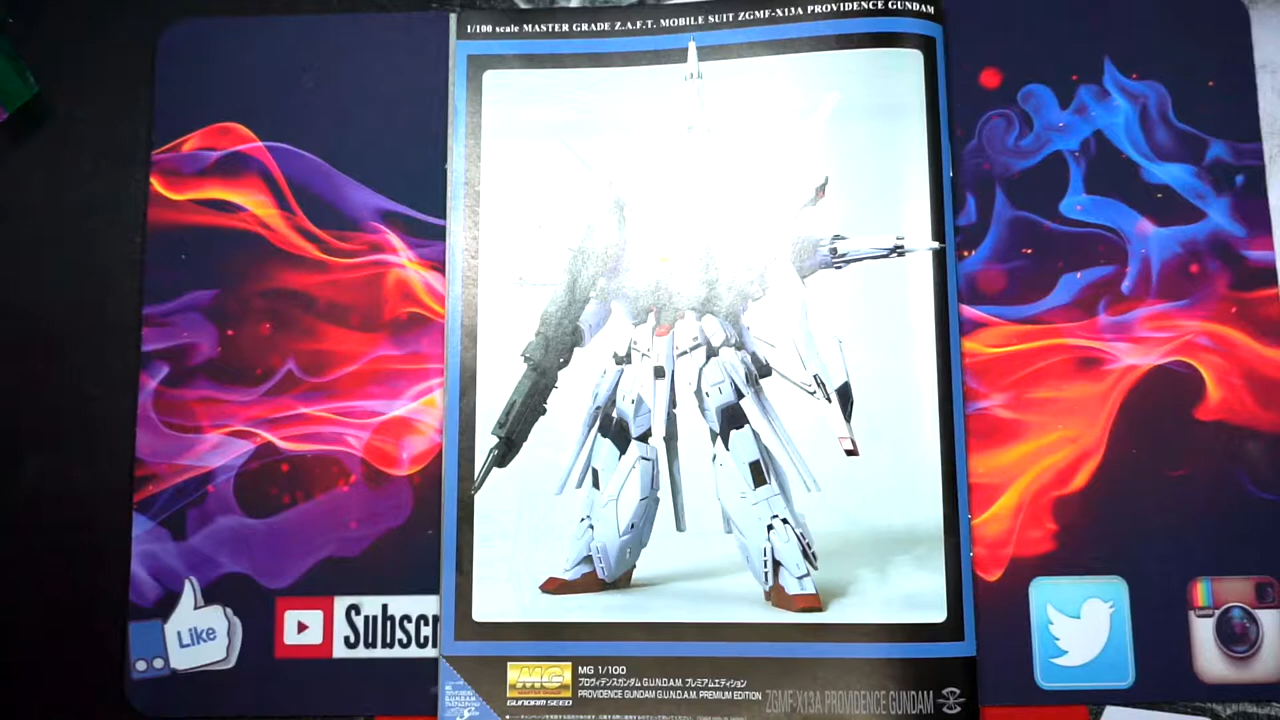 1/100 scale MASTER GRADE Z.A.F.T. MOBILE SUIT ZGMF-X13A PROVIDENCE GUNDAM
Like
Subscr
MG
MASTER GRADE
GUNDAM SEED
MG 1/100
プロヴィデンスガンダム G.U.N.D.A.M. プレミアムエディション
PROVIDENCE GUNDAM G.U.N.D.A.M. PREMIUM EDITION
ZGMF-X13A PROVIDENCE GUNDAM